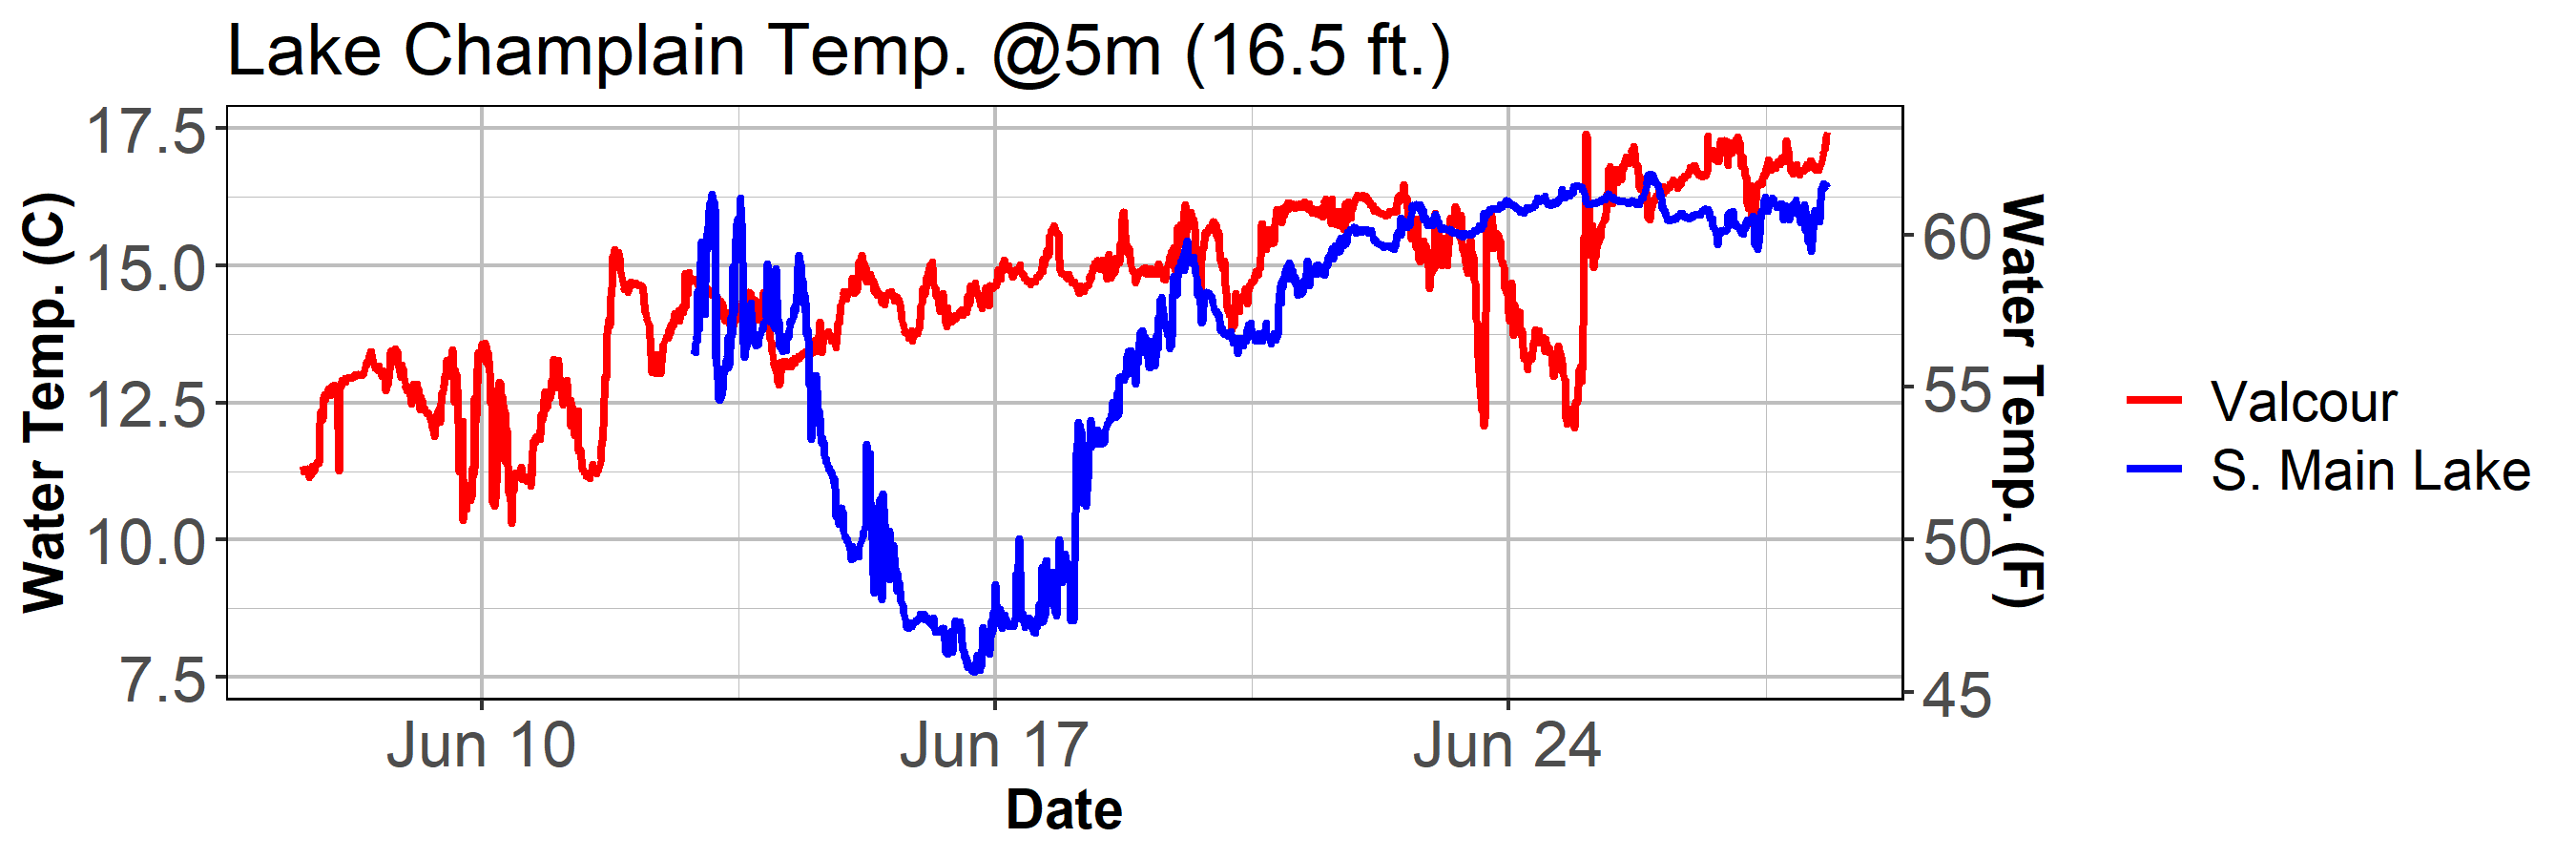 Lake Champlain Temp. @5m (16.5 ft.)
Water Temp. (C)
17.5
15.0
12.5
10.0
7.5
Jun 10
Jun 17
Jun 24
Date
60
55
50
45
Water Temp. (F)
Valcour
S. Main Lake